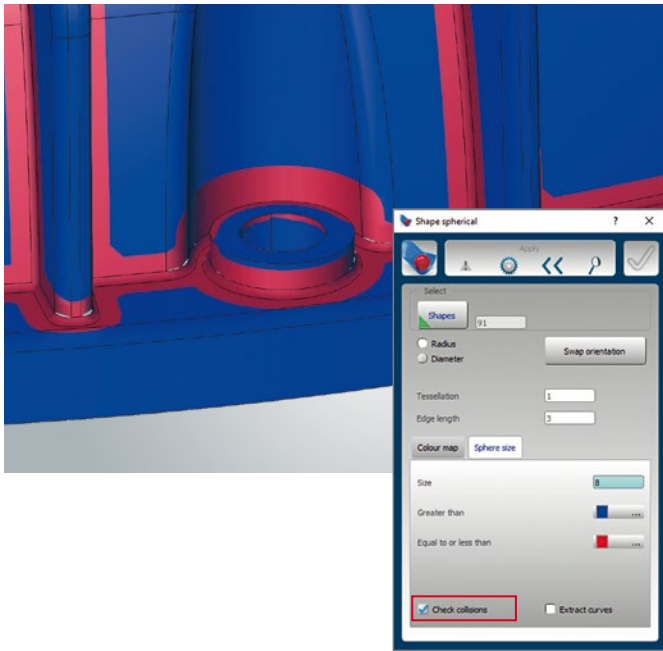 Shape spherical ? X
Apply
Select
Shapes 91
Radius
Diameter
Swap orientation
Tessellation 1
Edge length 3
Colour map Sphere size
Size 8
Greater than ...
Equal to or less than ...
Check collisions Extract curves